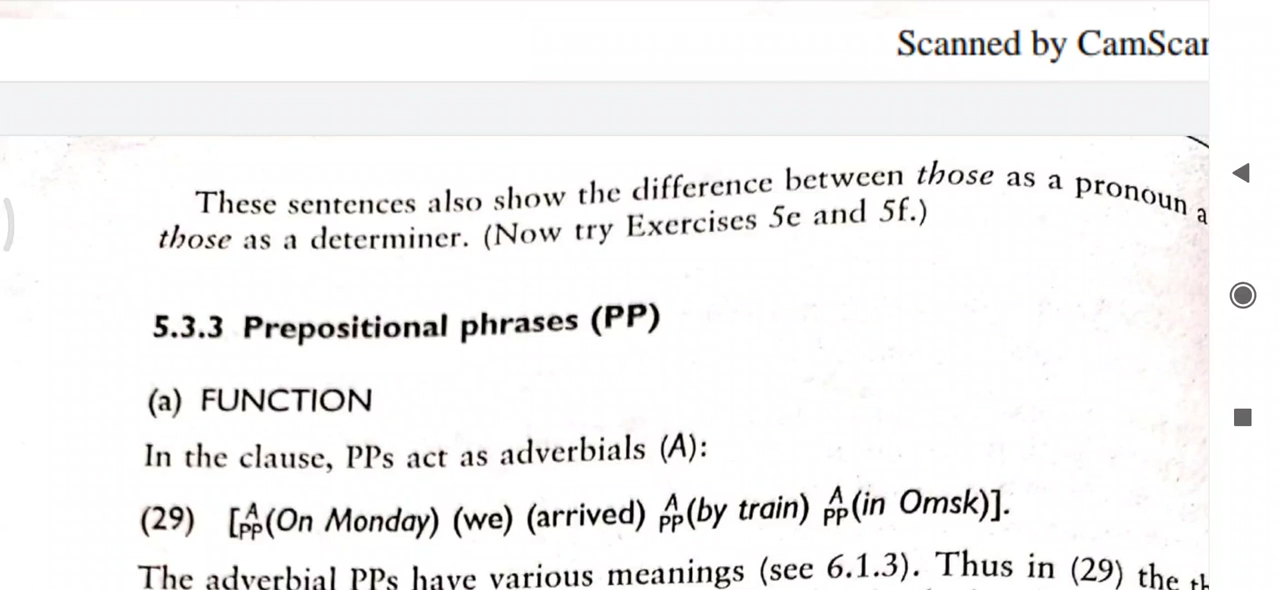 Scanned by CamScan
These sentences also show the difference between those as a pronoun a
those as a determiner. (Now try Exercises 5e and 5f.)
5.3.3 Prepositional phrases (PP)
(a) FUNCTION
In the clause, PPs act as adverbials (A):
(29) [A PP(On Monday) (we) (arrived) A PP(by train) A PP(in Omsk)].
The adverbial PPs have various meanings (see 6.1.3). Thus in (29) the th